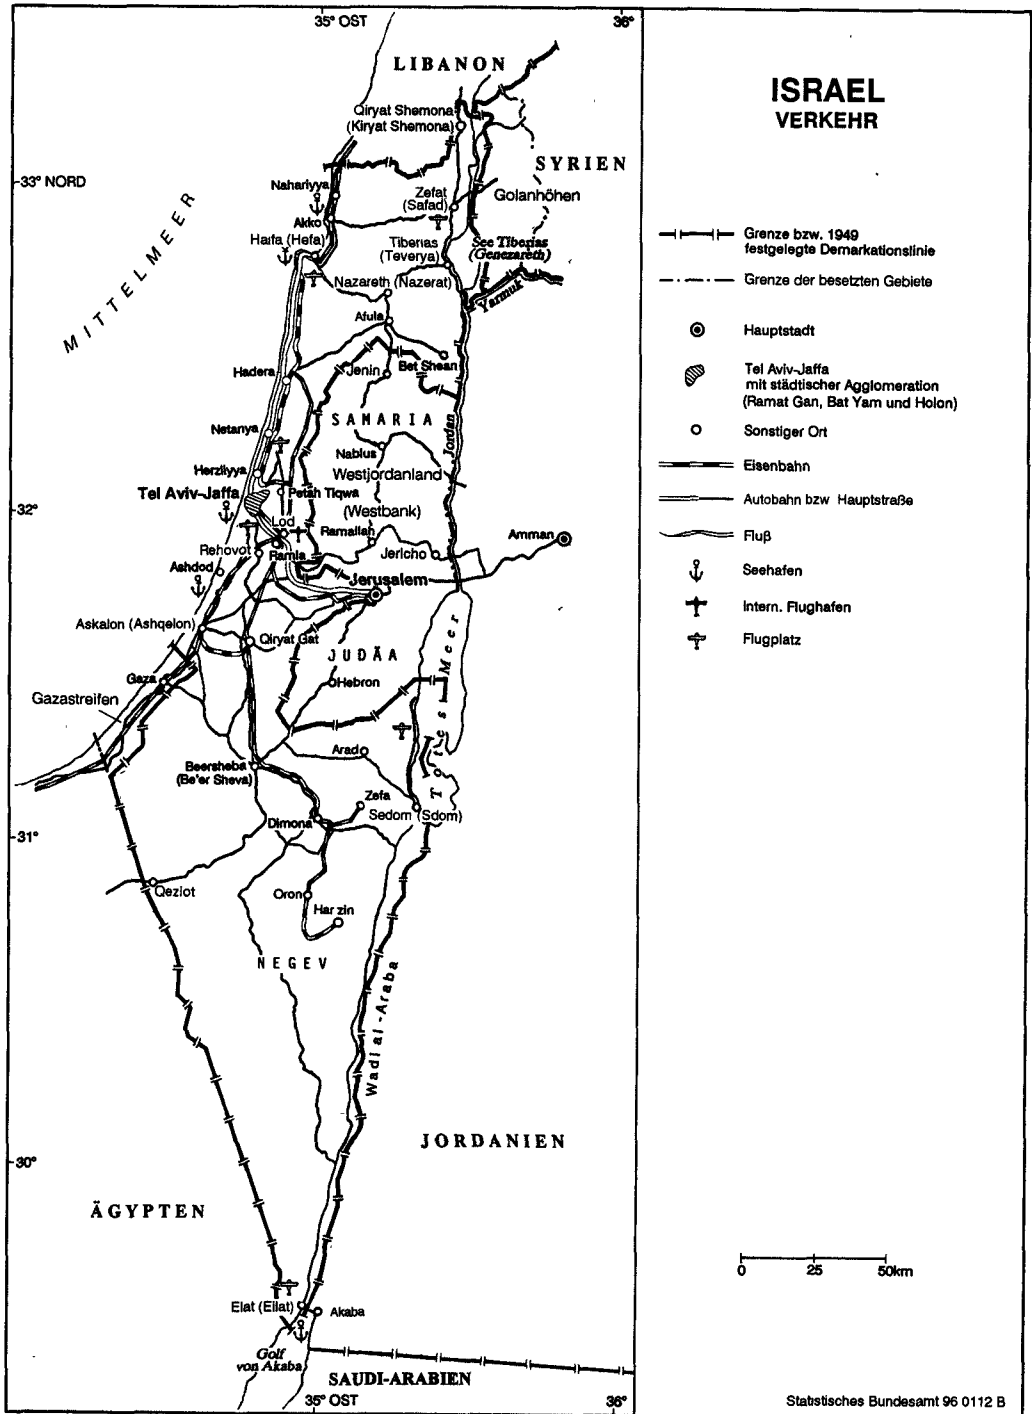 35° OST
36°
LIBANON
Qiryat Shemona
(Kiryat Shemona)
SYRIEN
33° NORD
Nahariyya
Zefat
(Safad)
Golanhöhen
Akko
Haifa (Hefa)
Tiberias
(Teverya)
See Tiberias
(Genezareth)
MITTELMEER
Nazareth (Nazerat)
Yarmuk
Afula
Hadera
Jenin
Bet Shean
SAMARIA
Netanya
Nablus
Jordan
Herzliyya
Westjordanland
Tel Aviv-Jaffa
Petah Tiqwa
(Westbank)
32°
Lod
Ramallah
Amman
Rehovot
Ramla
Jericho
Ashdod
Jerusalem
Askalon (Ashqelon)
Qiryat Gat
JUDÄA
Totes Meer
Gaza
Hebron
Gazastreifen
Arad
Beersheba
(Be'er Sheva)
Zefa
Sedom (Sdom)
Dimona
31°
Qeziot
Oron
Har zin
NEGEV
Wadi al-Araba
JORDANIEN
30°
ÄGYPTEN
Elat (Eilat)
Akaba
Golf
von Akaba
SAUDI-ARABIEN
35° OST
36°
ISRAEL
VERKEHR
Grenze bzw. 1949
festgelegte Demarkationslinie
Grenze der besetzten Gebiete
Hauptstadt
Tel Aviv-Jaffa
mit städtischer Agglomeration
(Ramat Gan, Bat Yam und Holon)
Sonstiger Ort
Eisenbahn
Autobahn bzw Hauptstraße
Fluß
Seehafen
Intern. Flughafen
Flugplatz
0 25 50km
Statistisches Bundesamt 96 0112 B